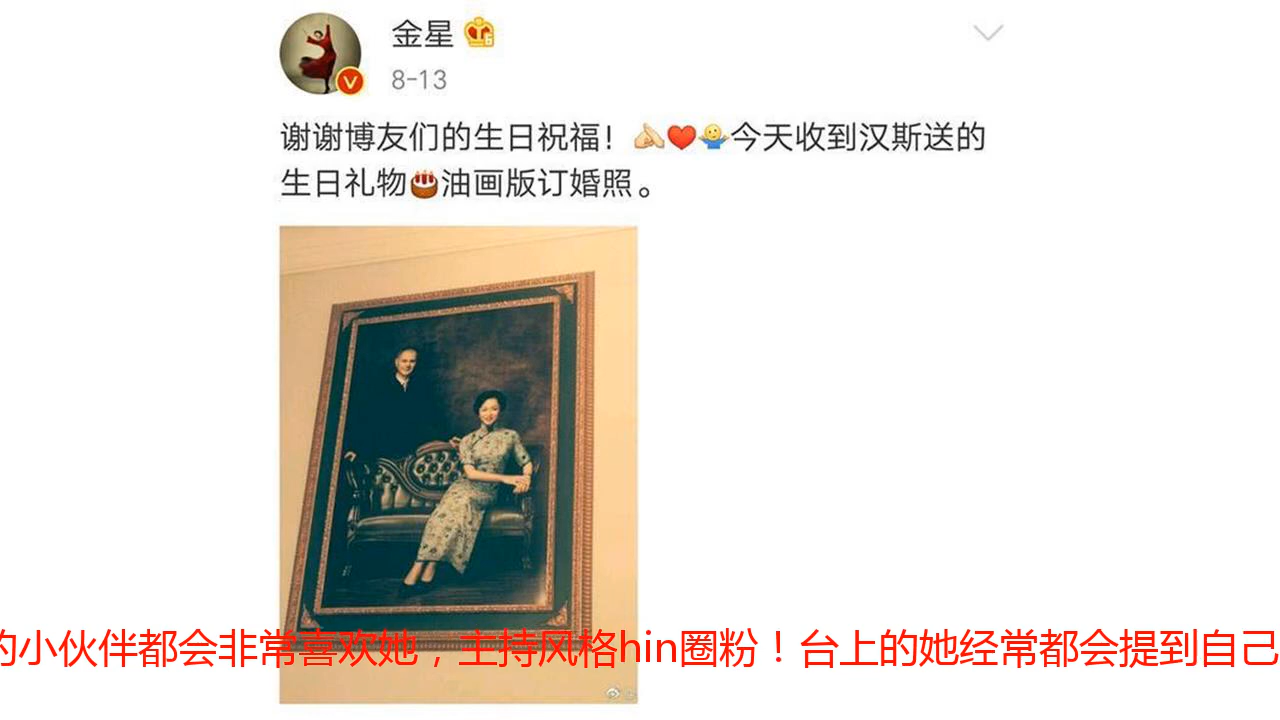 金星
8-13
谢谢博友们的生日祝福！今天收到汉斯送的
生日礼物油画版订婚照。
的小伙伴都会非常喜欢她，主持风格hin圈粉！台上的她经常都会提到自己